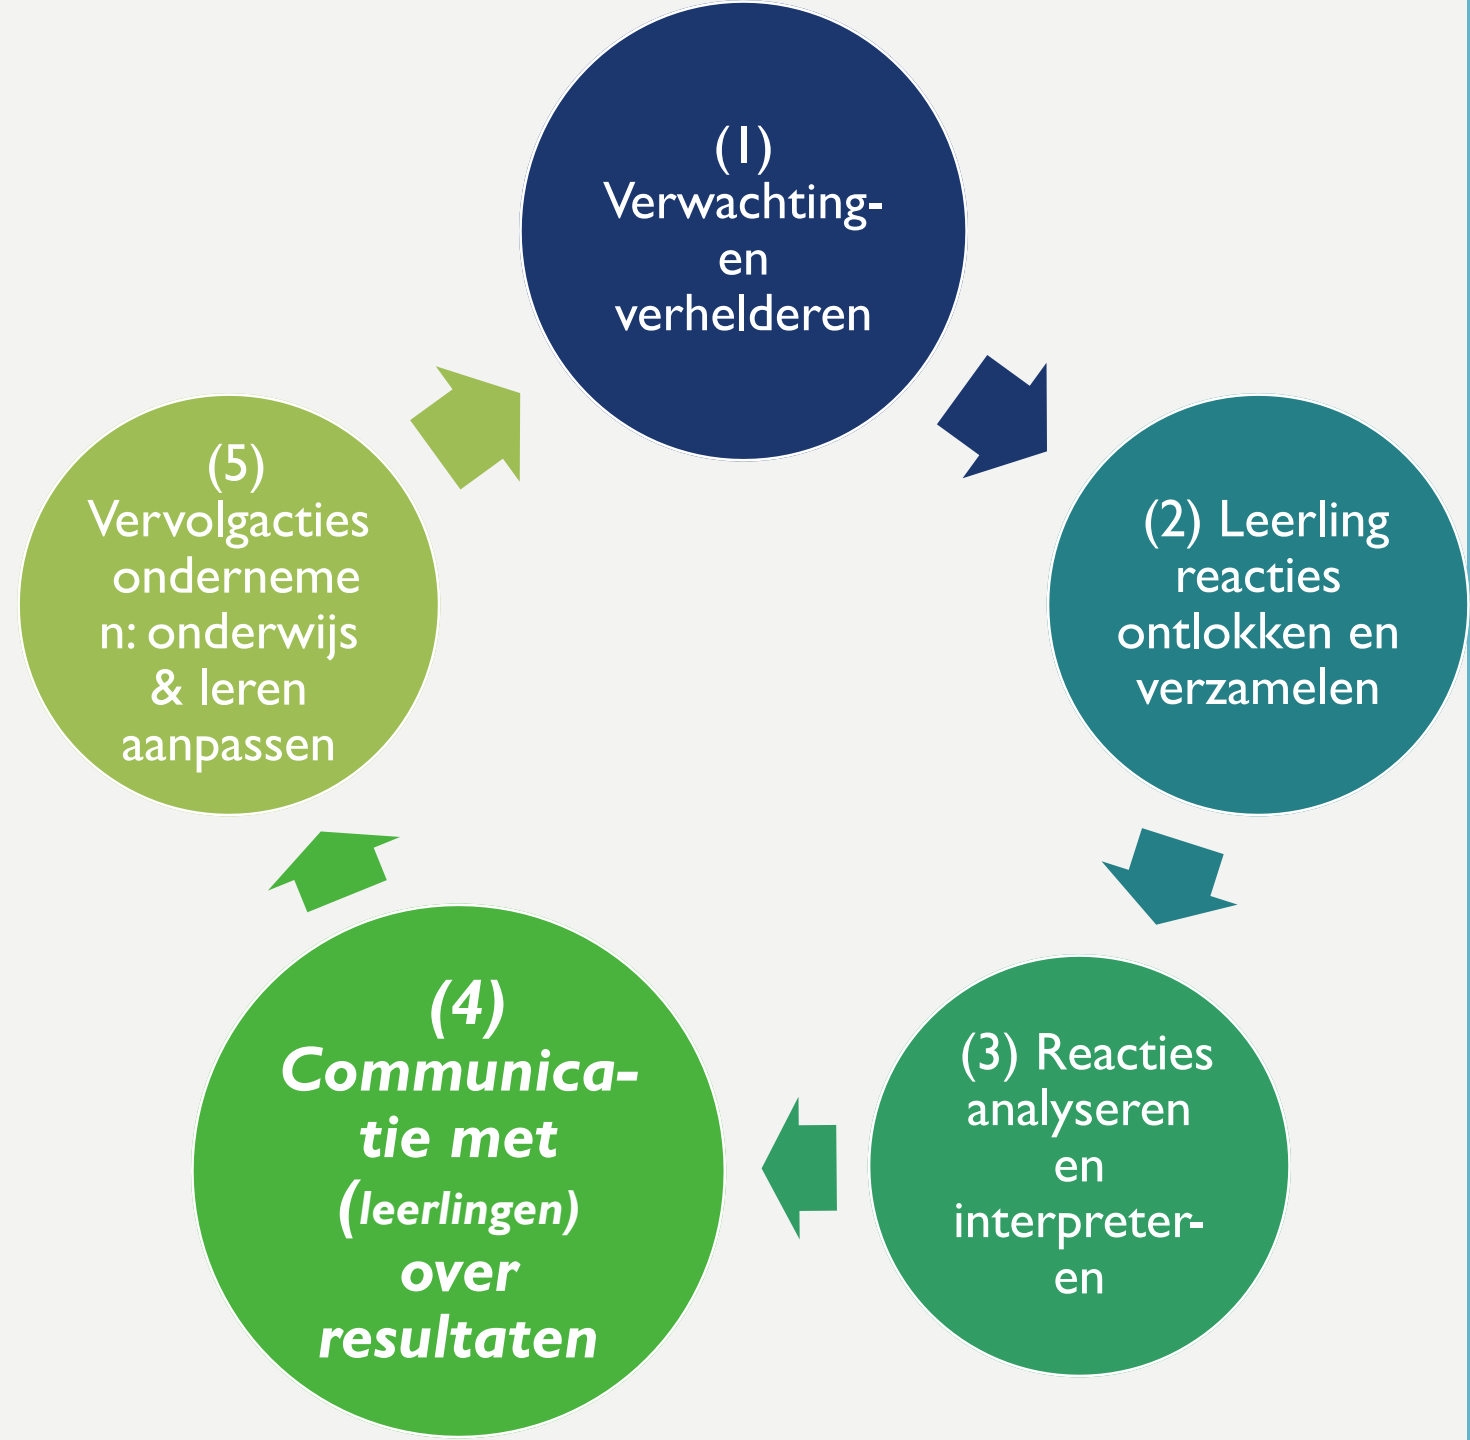 (1)
Verwachting-
en
verhelderen
(2) Leerling
reacties
ontlokken en
verzamelen
(3) Reacties
analyseren
en
interpreter-
en
(4)
Communica-
tie met
(leerlingen)
over
resultaten
(5)
Vervolgacties
onderneme
n: onderwijs
& leren
aanpassen